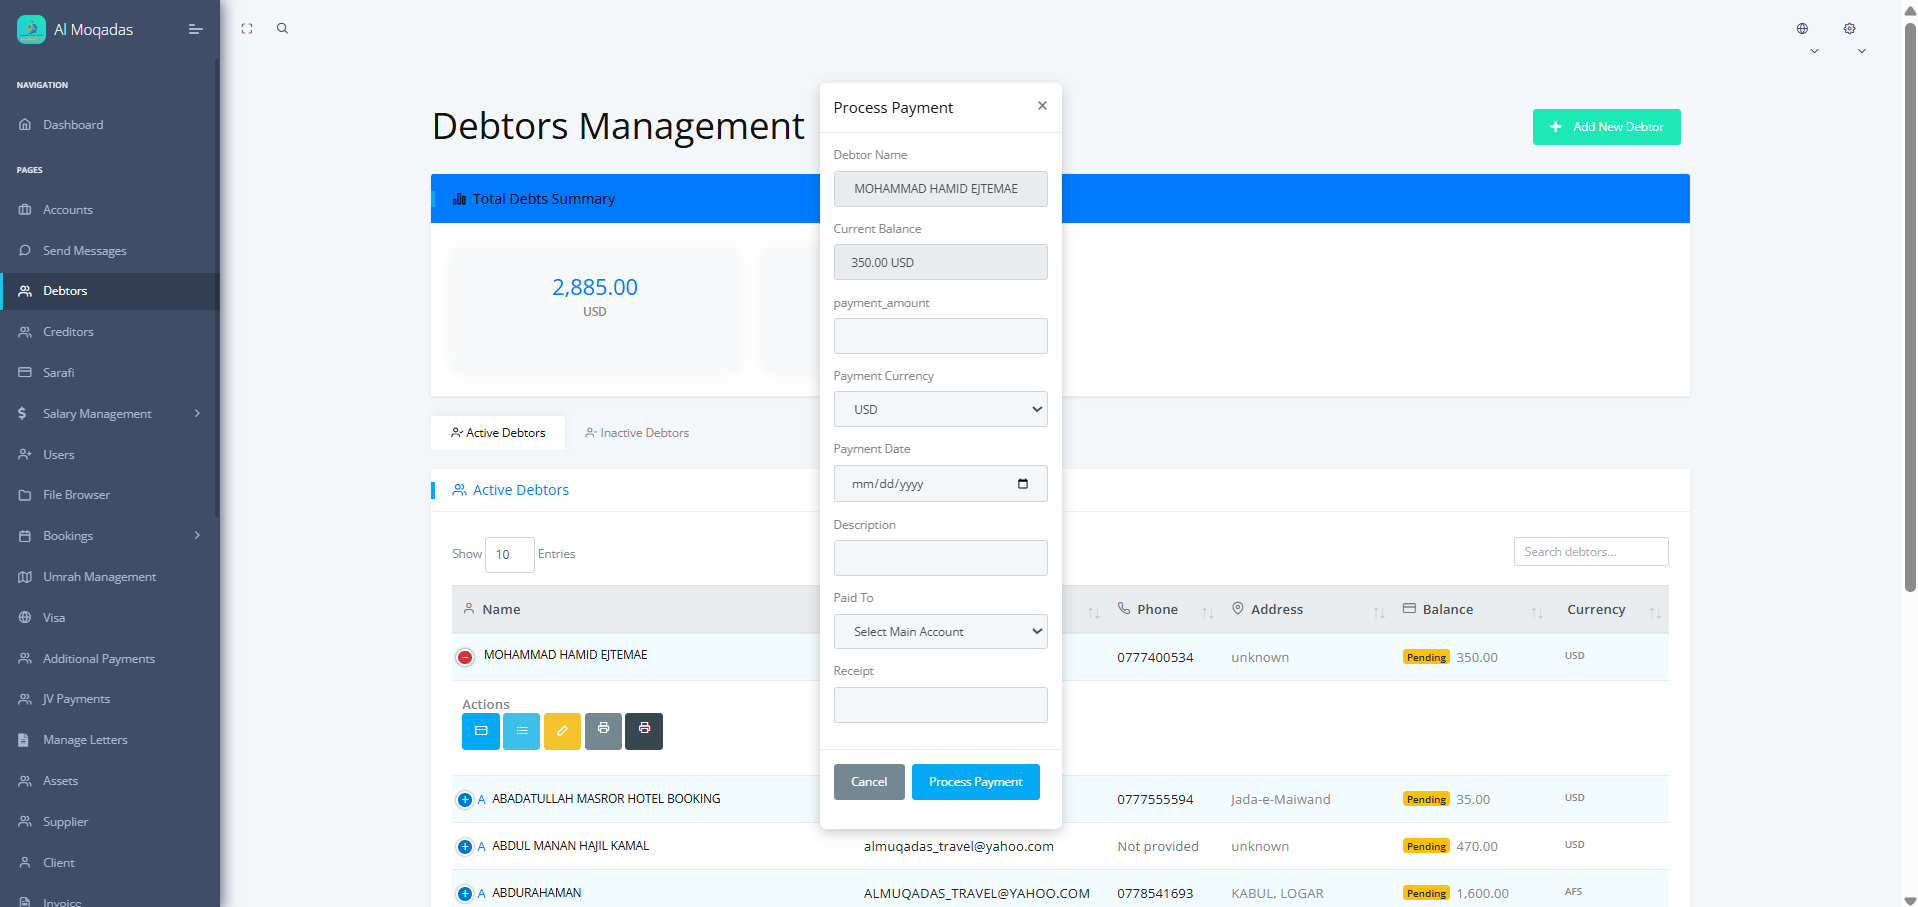 Al Moqadas
NAVIGATION
Dashboard
PAGES
Accounts
Send Messages
Debtors
Creditors
Sarafi
Salary Management
Users
File Browser
Bookings
Umrah Management
Visa
Additional Payments
JV Payments
Manage Letters
Assets
Supplier
Client
Invoice
Debtors Management
Add New Debtor
Total Debts Summary
2,885.00
USD
Active Debtors Inactive Debtors
Active Debtors
Show 10 Entries
Search debtors...
Name Phone Address Balance Currency
MOHAMMAD HAMID EJTEMAE 0777400534 unknown Pending 350.00 USD
Actions
A ABADATULLAH MASROR HOTEL BOOKING 0777555594 Jada-e-Maiwand Pending 35.00 USD
A ABDUL MANAN HAJIL KAMAL almuqadas_travel@yahoo.com Not provided unknown Pending 470.00 USD
A ABDURAHAMAN ALMUQADAS_TRAVEL@YAHOO.COM 0778541693 KABUL, LOGAR Pending 1,600.00 AFS
Process Payment ×
Debtor Name
MOHAMMAD HAMID EJTEMAE
Current Balance
350.00 USD
payment_amount
Payment Currency
USD
Payment Date
mm/dd/yyyy
Description
Paid To
Select Main Account
Receipt
Cancel Process Payment